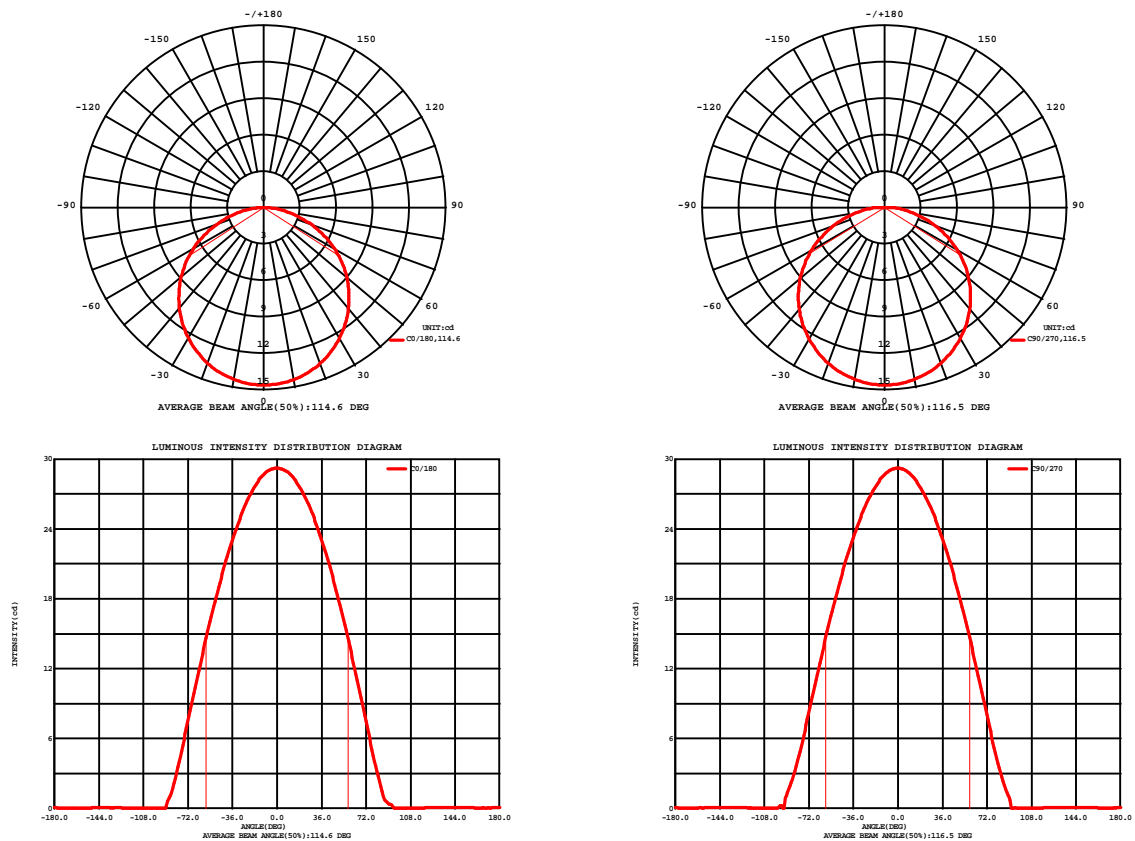 -/+180
-150 150
-120 120
-90 0 90
3
-60 6 60
9
UNIT:cd
12 C0/180,114.6
-30 30
15
0
AVERAGE BEAM ANGLE(50%):114.6 DEG
-/+180
-150 150
-120 120
-90 0 90
3
-60 6 60
9
UNIT:cd
12 C90/270,116.5
-30 30
15
0
AVERAGE BEAM ANGLE(50%):116.5 DEG
LUMINOUS INTENSITY DISTRIBUTION DIAGRAM
30
C0/180
24
18
INTENSITY(cd)
12
6
0
-180.0 -144.0 -108.0 -72.0 -36.0 0.0 36.0 72.0 108.0 144.0 180.0
ANGLE(DEG)
AVERAGE BEAM ANGLE(50%):114.6 DEG
LUMINOUS INTENSITY DISTRIBUTION DIAGRAM
30
C90/270
24
18
INTENSITY(cd)
12
6
0
-180.0 -144.0 -108.0 -72.0 -36.0 0.0 36.0 72.0 108.0 144.0 180.0
ANGLE(DEG)
AVERAGE BEAM ANGLE(50%):116.5 DEG